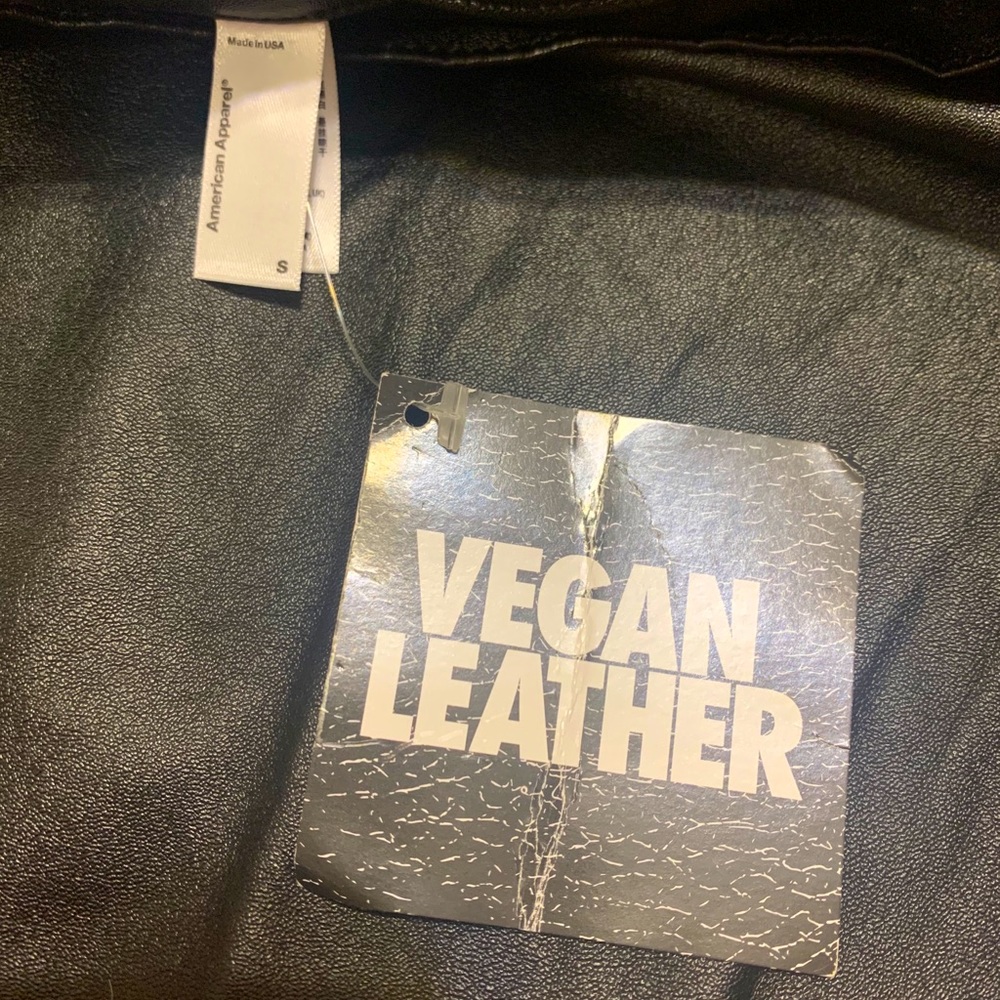 Made in USA
American Apparel®
S
VEGAN
LEATHER